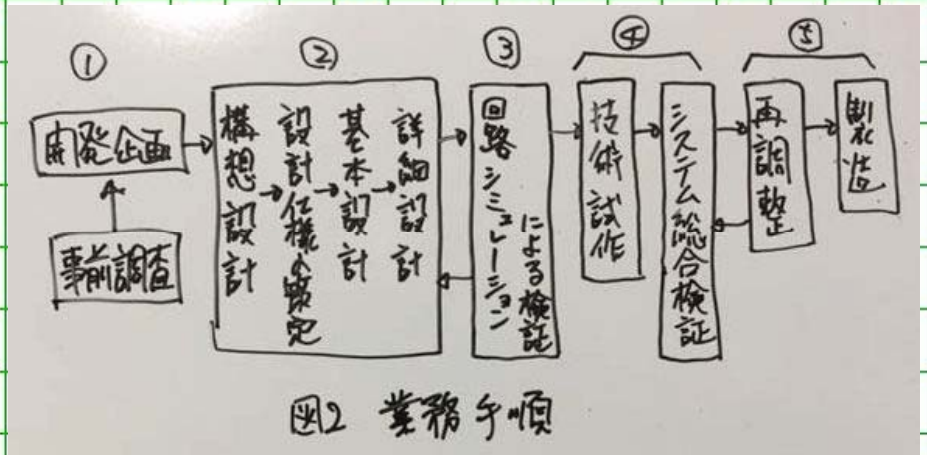 ①
②
③
④
⑤
開発企画
事前調査
構想設計
設計仕様の策定
基本設計
詳細設計
回路シミュレーション
による検証
技術試作
システム総合検証
再調整
製造
図2 業務手順